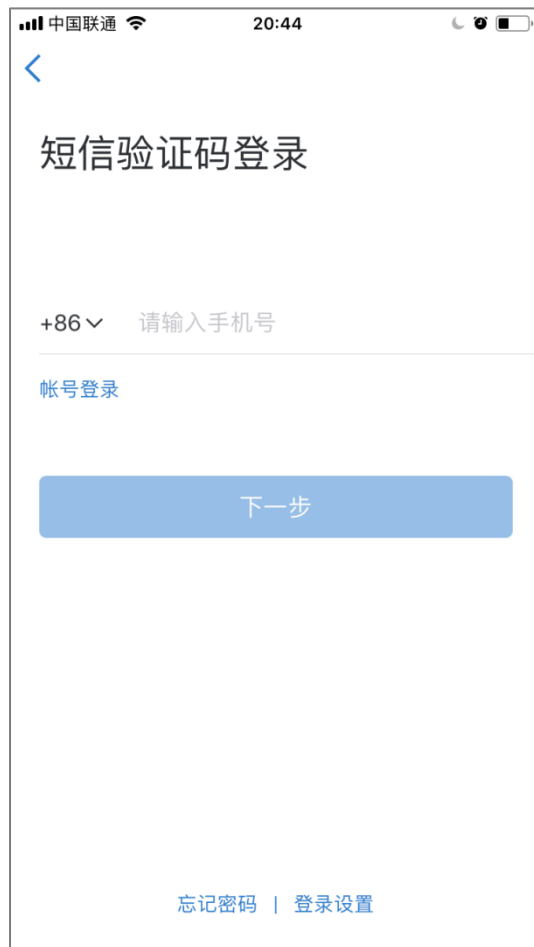 中国联通 20:44
短信验证码登录
+86 请输入手机号
帐号登录
下一步
忘记密码 | 登录设置